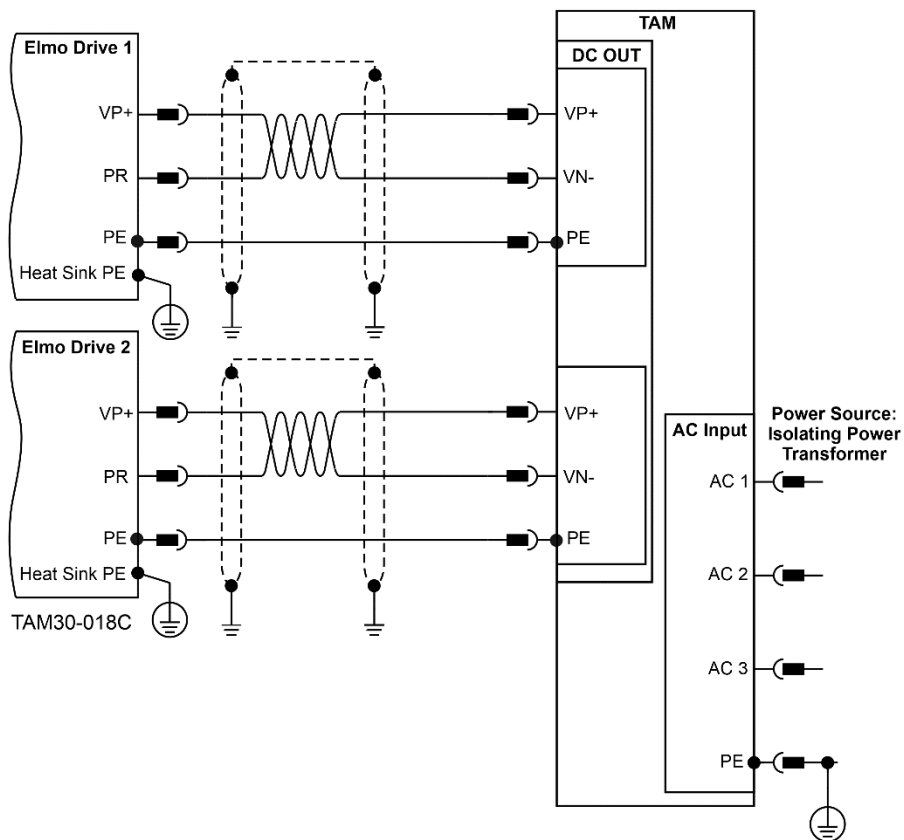 TAM
Elmo Drive 1
DC OUT
VP+
VP+
PR
VN-
PE
PE
Heat Sink PE
Elmo Drive 2
VP+
VP+
AC Input
Power Source:
Isolating Power
Transformer
PR
VN-
AC 1
PE
PE
Heat Sink PE
AC 2
TAM30-018C
AC 3
PE